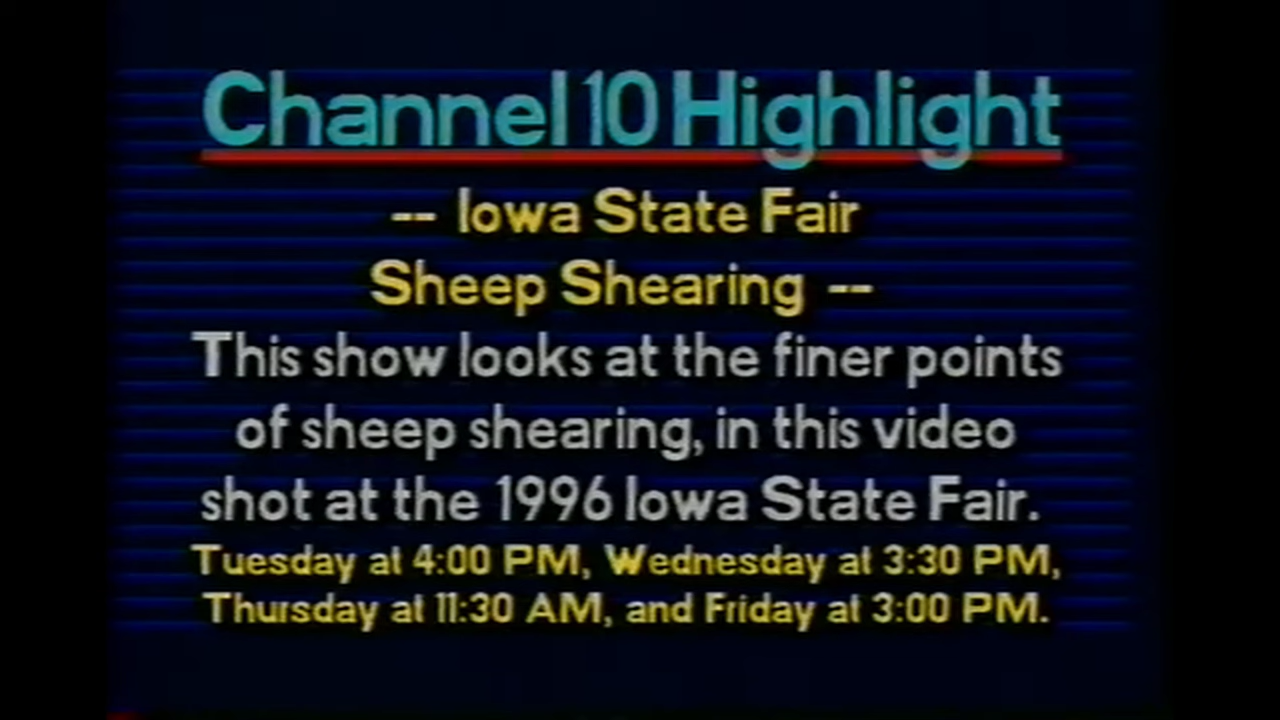 Channel 10 Highlight
-- Iowa State Fair
Sheep Shearing --
This show looks at the finer points
of sheep shearing, in this video
shot at the 1996 Iowa State Fair.
Tuesday at 4:00 PM, Wednesday at 3:30 PM,
Thursday at 11:30 AM, and Friday at 3:00 PM.